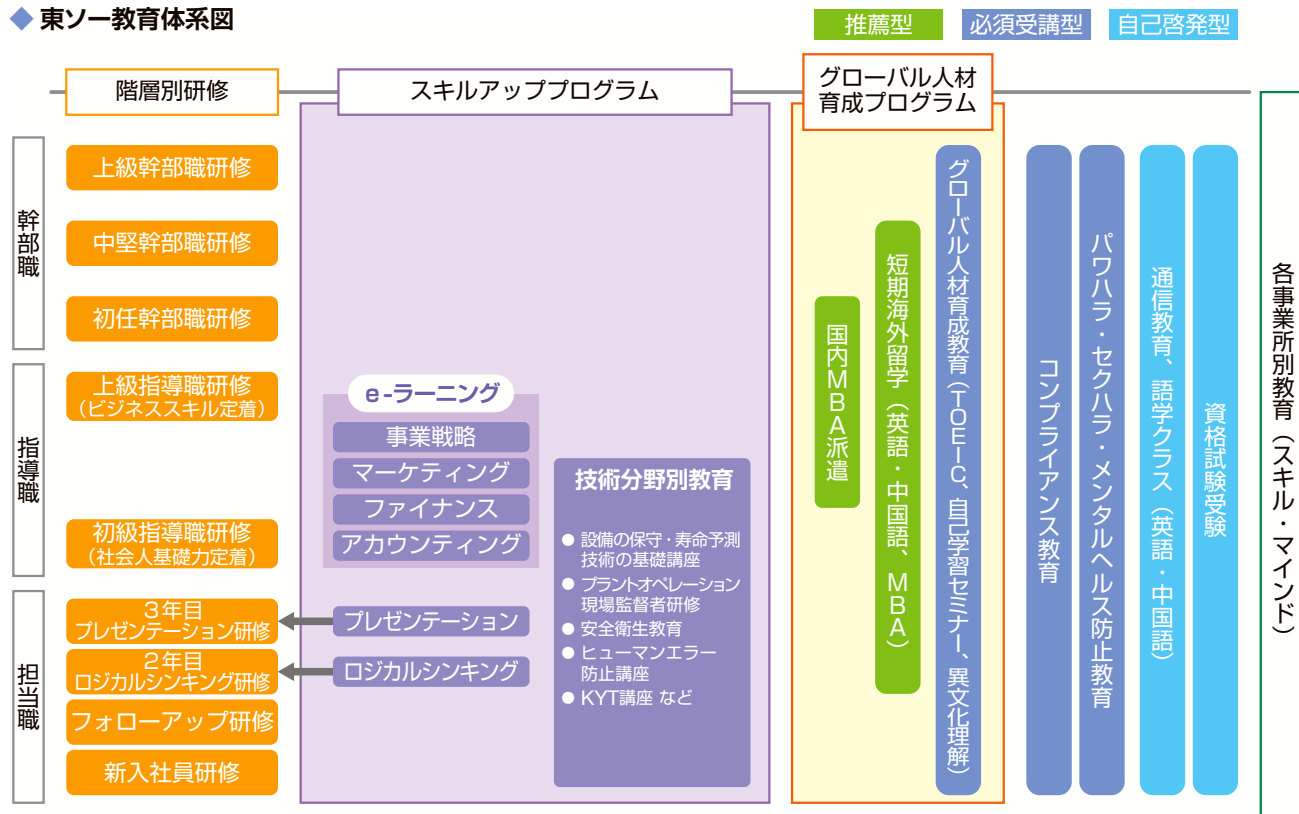 ◆ 東ソー教育体系図
推薦型
必須受講型
自己啓発型
階層別研修
スキルアッププログラム
グローバル人材
育成プログラム
幹部職
上級幹部職研修
中堅幹部職研修
初任幹部職研修
指導職
上級指導職研修
（ビジネススキル定着）
初級指導職研修
（社会人基礎力定着）
担当職
3年目
プレゼンテーション研修
2年目
ロジカルシンキング研修
フォローアップ研修
新入社員研修
e-ラーニング
事業戦略
マーケティング
ファイナンス
アカウンティング
プレゼンテーション
ロジカルシンキング
技術分野別教育
● 設備の保守・寿命予測
技術の基礎講座
● プラントオペレーション
現場監督者研修
● 安全衛生教育
● ヒューマンエラー
防止講座
● KYT講座 など
国内MBA派遣
短期海外留学（英語・中国語、MBA）
グローバル人材育成教育（TOEIC、自己学習セミナー、異文化理解）
コンプライアンス教育
パワハラ・セクハラ・メンタルヘルス防止教育
通信教育、語学クラス（英語・中国語）
資格試験受験
各事業所別教育（スキル・マインド）